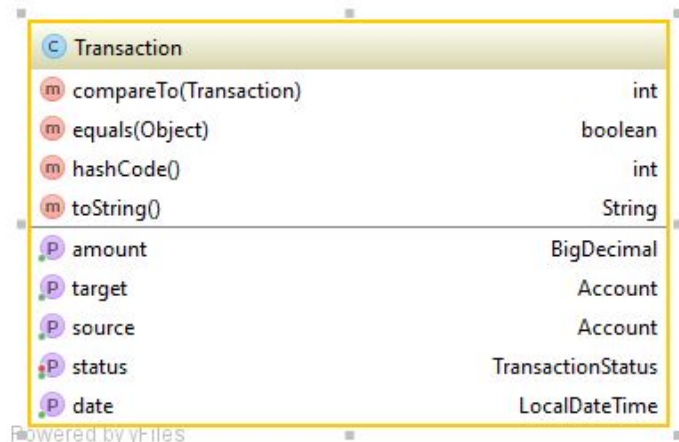 C Transaction
m compareTo(Transaction) int
m equals(Object) boolean
m hashCode() int
m toString() String
P amount BigDecimal
P target Account
P source Account
P status TransactionStatus
P date LocalDateTime
Powered by yFiles